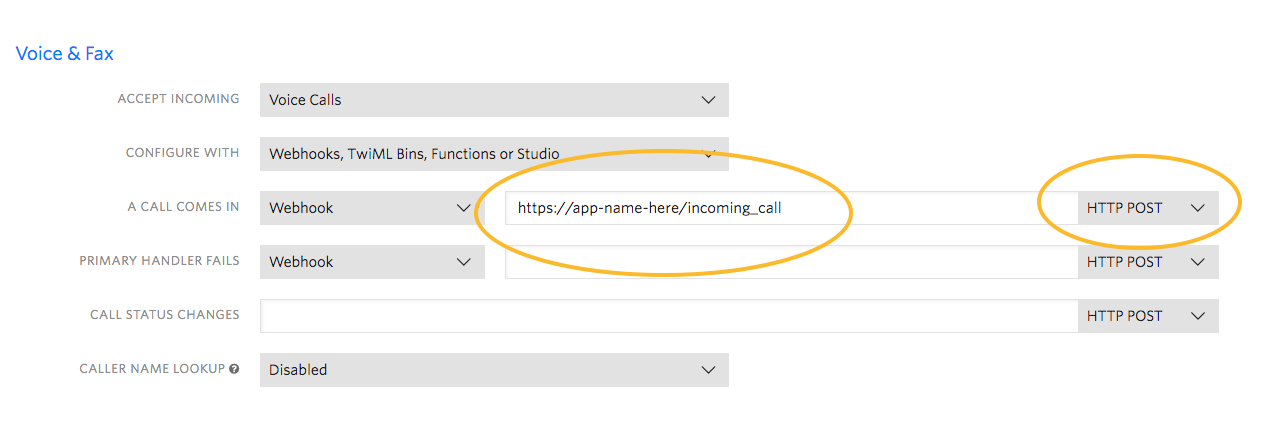 Voice & Fax
ACCEPT INCOMING Voice Calls
CONFIGURE WITH Webhooks, TwiML Bins, Functions or Studio
A CALL COMES IN Webhook https://app-name-here/incoming_call HTTP POST
PRIMARY HANDLER FAILS Webhook HTTP POST
CALL STATUS CHANGES HTTP POST
CALLER NAME LOOKUP ? Disabled